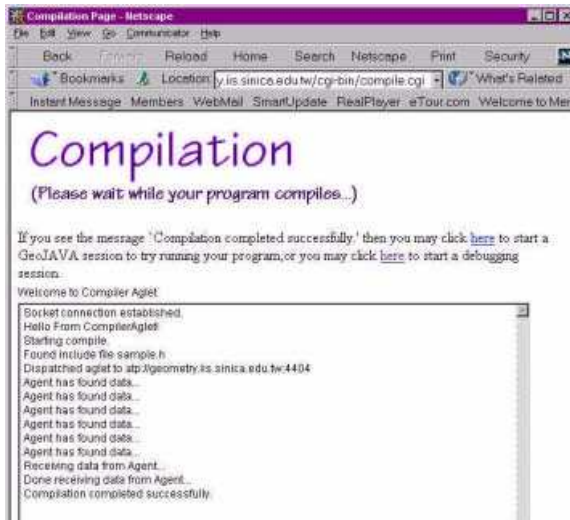 Compilation Page - Netscape
File Edit View Go Communicator Help
Back Forward Reload Home Search Netscape Print Security
Bookmarks Location y.iis.sinica.edu.tw/cgi-bin/compile.cgi What's Related
Instant Message Members WebMail SmartUpdate RealPlayer eTour.com Welcome to Mer
Compilation
(Please wait while your program compiles...)
If you see the message `Compilation completed successfully.' then you may click here to start a
GeoJAVA session to try running your program,or you may click here to start a debugging
session.
Welcome to Compiler Aglet
Socket connection established.
Hello From CompilerAglet!
Starting compile.
Found include file sample.h
Dispatched aglet to atp://geometry.iis.sinica.edu.tw:4404
Agent has found data...
Agent has found data...
Agent has found data...
Agent has found data...
Agent has found data...
Agent has found data...
Receiving data from Agent...
Done receiving data from Agent...
Compilation completed successfully.